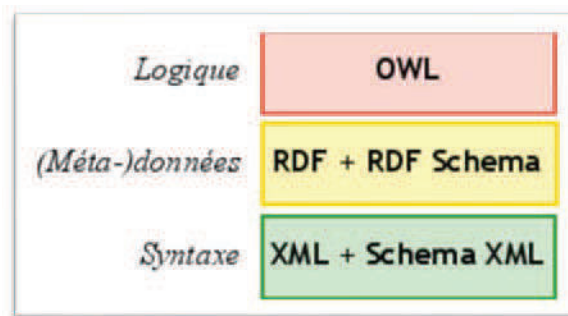 Logique OWL
(Méta-)données RDF + RDF Schema
Syntaxe XML + Schema XML